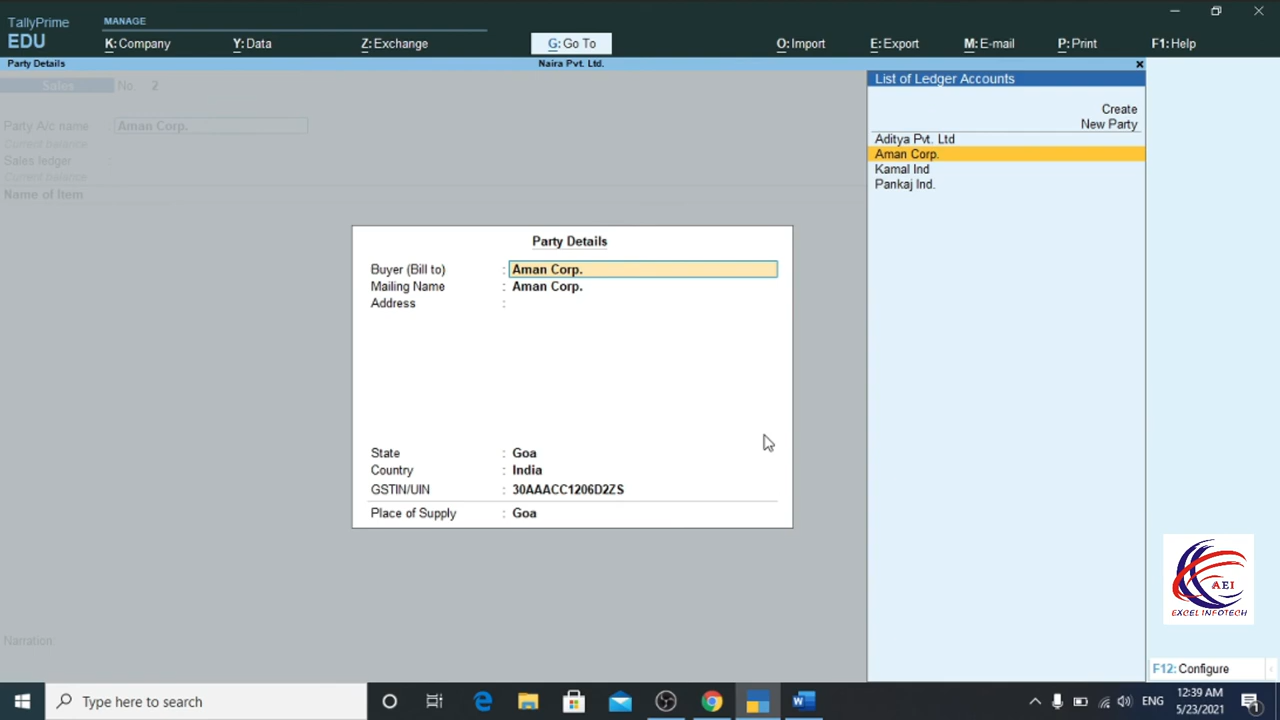 TallyPrime
EDU
MANAGE
K: Company
Y: Data
Z: Exchange
G: Go To
O: Import
E: Export
M: E-mail
P: Print
F1: Help
Party Details
Naira Pvt. Ltd.
Sales No. 2
Party A/c name : Aman Corp.
Current balance :
Sales ledger :
Current balance :
Name of Item
Party Details
Buyer (Bill to) : Aman Corp.
Mailing Name : Aman Corp.
Address :
State : Goa
Country : India
GSTIN/UIN : 30AAACC1206D2ZS
Place of Supply : Goa
Narration
List of Ledger Accounts
Create
New Party
Aditya Pvt. Ltd
Aman Corp.
Kamal Ind
Pankaj Ind.
AEI
EXCEL INFOTECH
F12: Configure
Type here to search
ENG
12:39 AM
5/23/2021
1